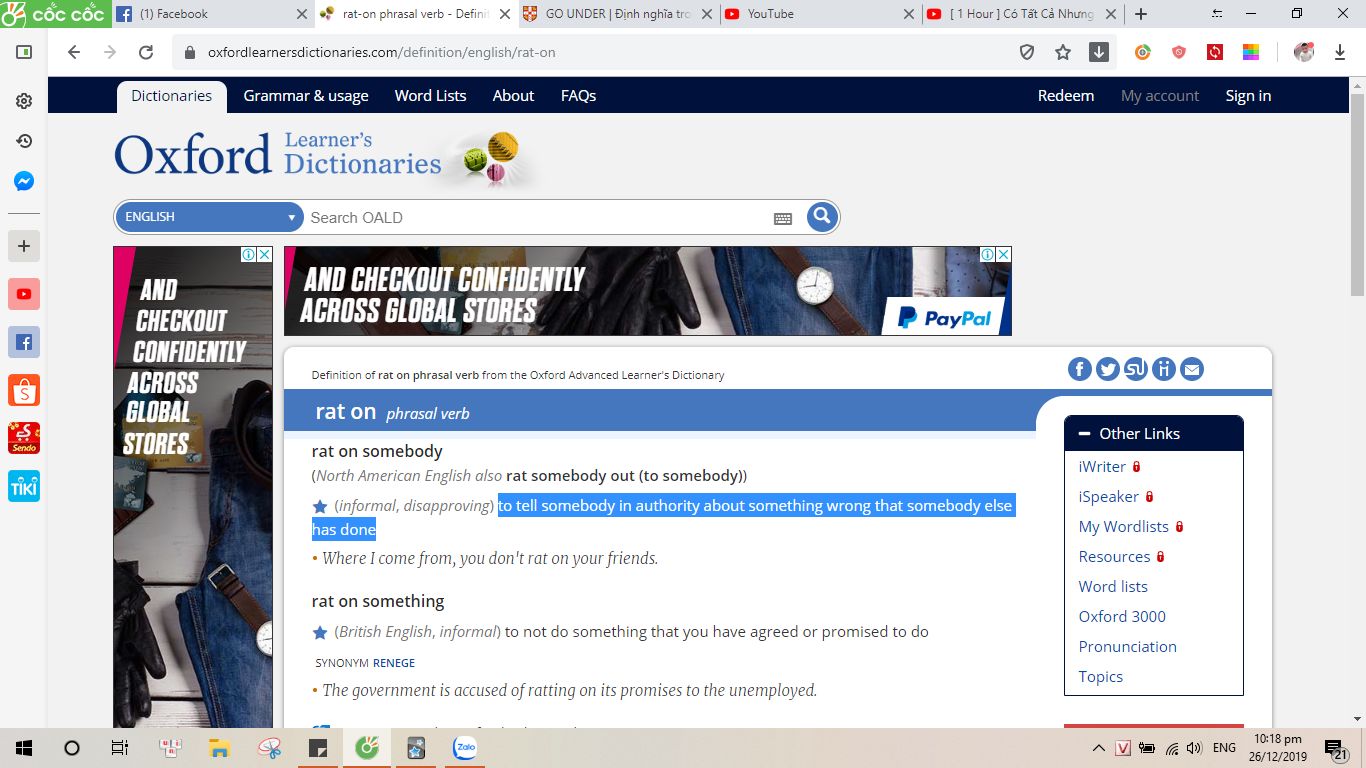 cốc cốc
(1) Facebook
rat-on phrasal verb - Definit
GO UNDER | Định nghĩa tro
YouTube
[ 1 Hour ] Có Tất Cả Nhưng
oxfordlearnersdictionaries.com/definition/english/rat-on
Dictionaries
Grammar & usage
Word Lists
About
FAQs
Redeem
My account
Sign in
Oxford Learner's
Dictionaries
ENGLISH
Search OALD
AND
CHECKOUT
CONFIDENTLY
ACROSS
GLOBAL
STORES
AND CHECKOUT CONFIDENTLY
ACROSS GLOBAL STORES
PayPal
Definition of rat on phrasal verb from the Oxford Advanced Learner's Dictionary
rat on phrasal verb
rat on somebody
(North American English also rat somebody out (to somebody))
(informal, disapproving) to tell somebody in authority about something wrong that somebody else
has done
• Where I come from, you don't rat on your friends.
rat on something
(British English, informal) to not do something that you have agreed or promised to do
SYNONYM RENEGE
• The government is accused of ratting on its promises to the unemployed.
Other Links
iWriter
iSpeaker
My Wordlists
Resources
Word lists
Oxford 3000
Pronunciation
Topics
Sendo
TIKI
Zalo
ENG
10:18 pm
26/12/2019
21